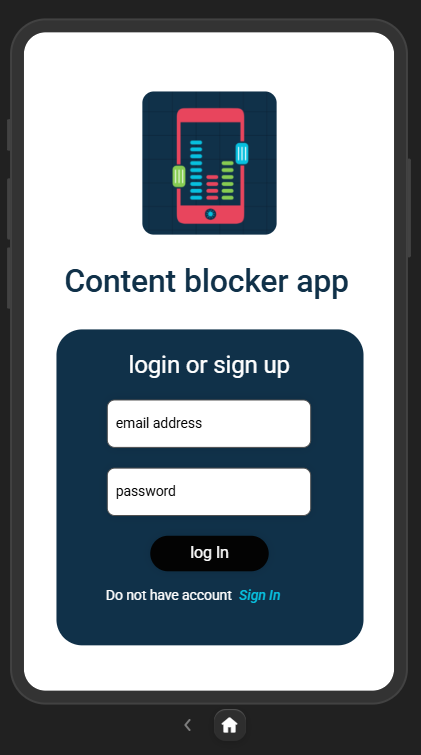 Content blocker app
login or sign up
email address
password
log In
Do not have account Sign In